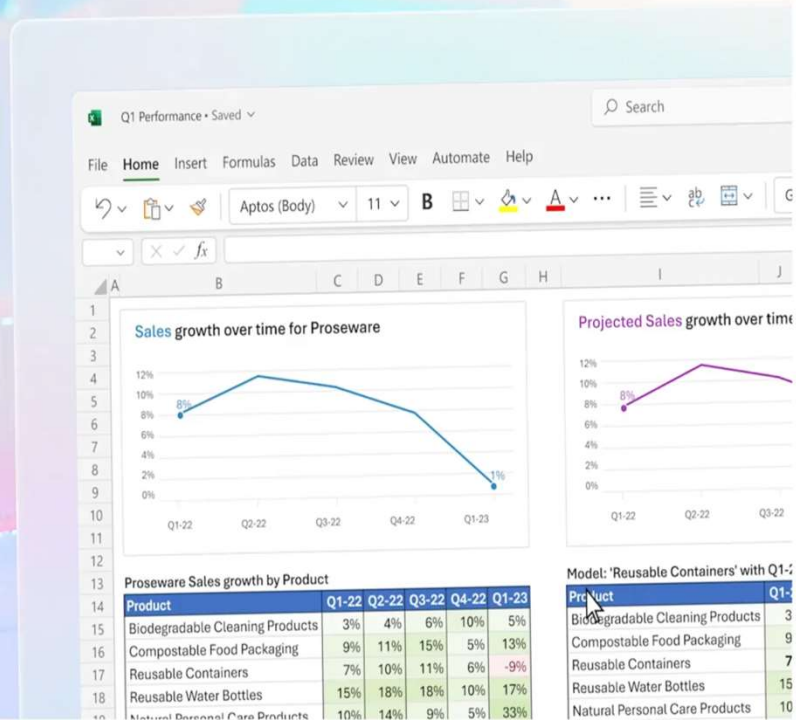 Q1 Performance • Saved
Search
File Home Insert Formulas Data Review View Automate Help
Aptos (Body) 11 B A ab G
fx
A B C D E F G H I J
1
2 Sales growth over time for Proseware Projected Sales growth over time
3
4
5
6
7
8
9
10
11
12
12% 12%
10% 10%
8% 8% 8% 8%
6% 6%
4% 4%
2% 1% 2%
0% 0%
Q1-22 Q2-22 Q3-22 Q4-22 Q1-23 Q1-22 Q2-22 Q3-22
13 Proseware Sales growth by Product Model: 'Reusable Containers' with Q1-2
14 Product Q1-22 Q2-22 Q3-22 Q4-22 Q1-23 Product Q1-
15 Biodegradable Cleaning Products 3% 4% 6% 10% 5% Biodegradable Cleaning Products 3
16 Compostable Food Packaging 9% 11% 15% 5% 13% Compostable Food Packaging 9
17 Reusable Containers 7% 10% 11% 6% -9% Reusable Containers 7
18 Reusable Water Bottles 15% 18% 18% 10% 17% Reusable Water Bottles 15
19 Natural Personal Care Products 10% 14% 9% 5% 33% Natural Personal Care Products 10